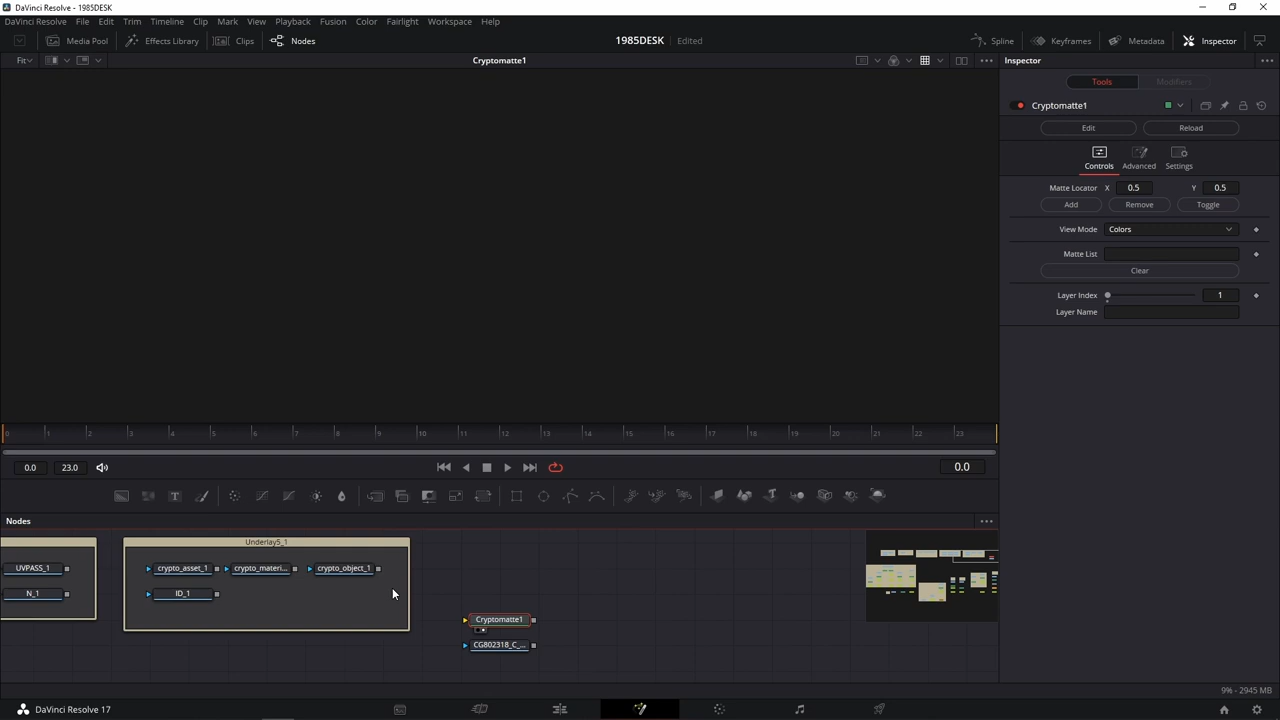 DaVinci Resolve - 1985DESK
DaVinci Resolve File Edit Trim Timeline Clip Mark View Playback Fusion Color Fairlight Workspace Help
Media Pool Effects Library Clips Nodes 1985DESK Edited Spline Keyframes Metadata Inspector
Fit Cryptomatte1 Inspector
Tools Modifiers
Cryptomatte1
Edit Reload
Controls Advanced Settings
Matte Locator X 0.5 Y 0.5
Add Remove Toggle
View Mode Colors
Matte List
Clear
Layer Index 1
Layer Name
0 1 2 3 4 5 6 7 8 9 10 11 12 13 14 15 16 17 18 19 20 21 22 23
0.0 23.0 0.0
Nodes
Underlay5_1
UVPASS_1 crypto_asset_1 crypto_materi... crypto_object_1
N_1 ID_1
Cryptomatte1
CG802318_C_...
9% - 2945 MB
DaVinci Resolve 17